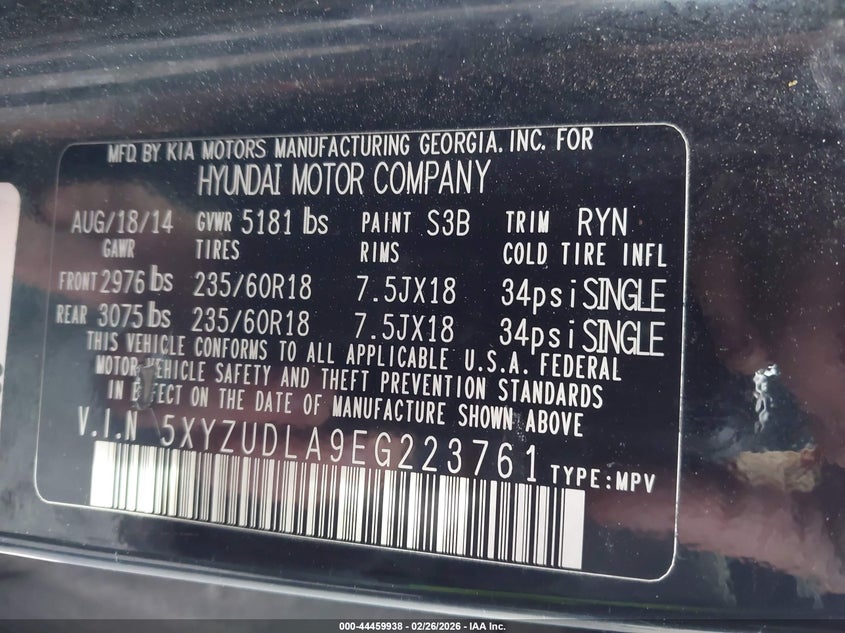 MFD. BY KIA MOTORS MANUFACTURING GEORGIA, INC. FOR
HYUNDAI MOTOR COMPANY
AUG/18/14 GVWR 5181 lbs PAINT S3B TRIM RYN
GAWR TIRES RIMS COLD TIRE INFL
FRONT 2976 lbs 235/60R18 7.5JX18 34psi SINGLE
REAR 3075 lbs 235/60R18 7.5JX18 34psi SINGLE
THIS VEHICLE CONFORMS TO ALL APPLICABLE U.S.A. FEDERAL
MOTOR VEHICLE SAFETY AND THEFT PREVENTION STANDARDS
IN EFFECT ON THE DATE OF MANUFACTURE SHOWN ABOVE
V.I.N 5XYZUDLA9EG223761 TYPE:MPV
000-44459938 - 02/26/2026 - IAA Inc.